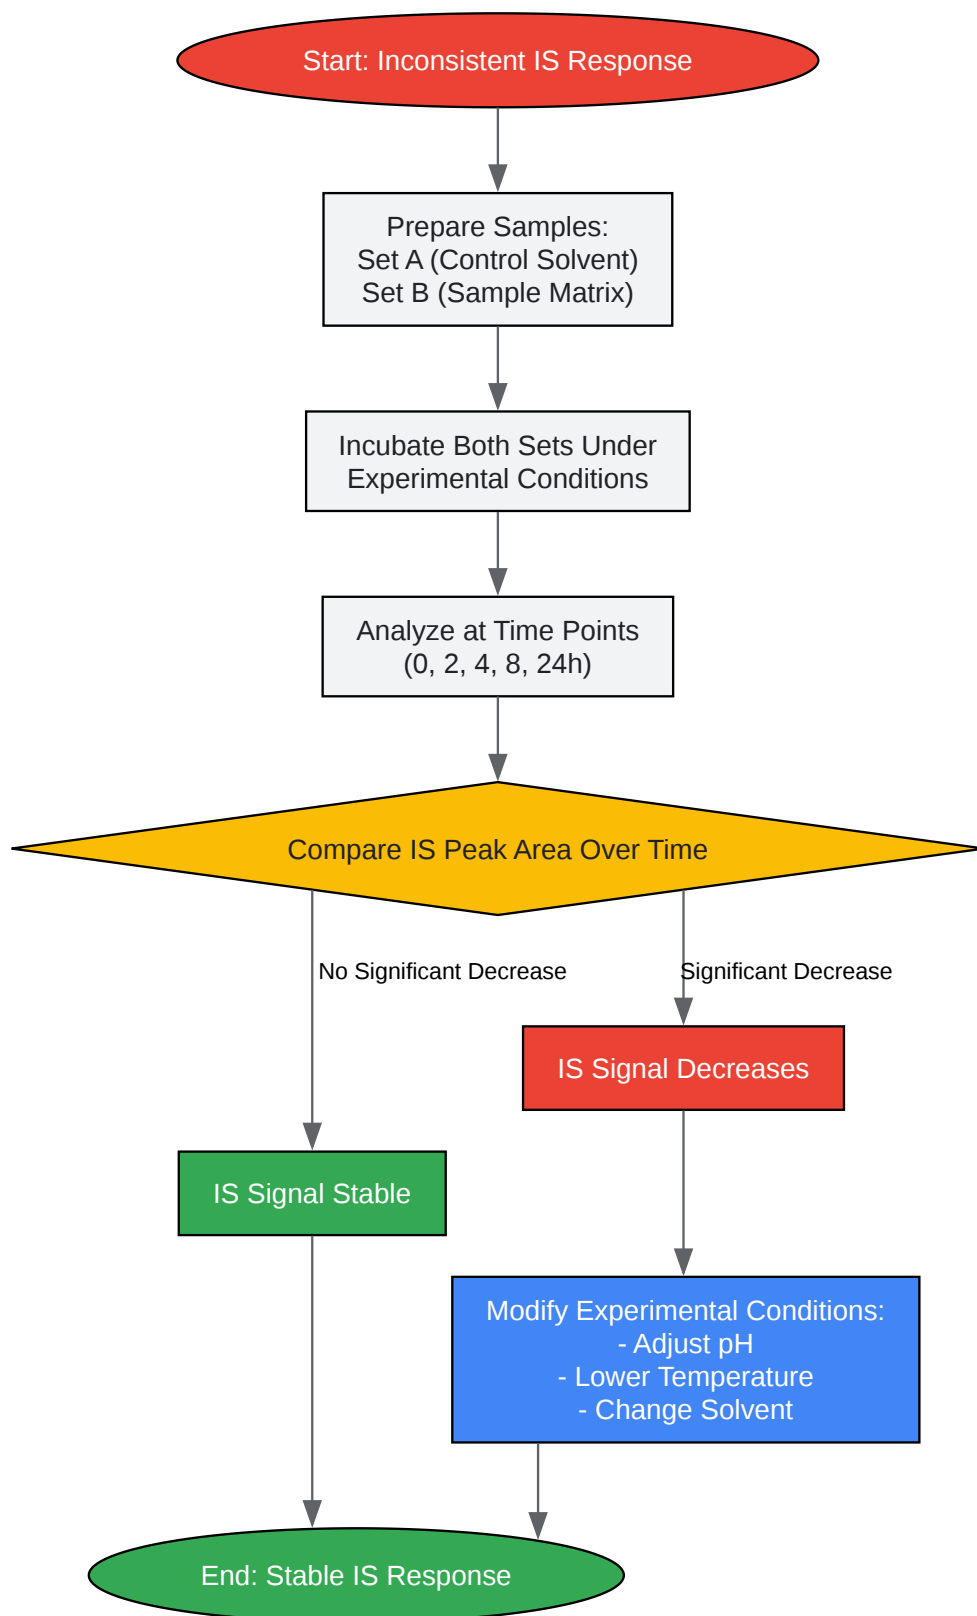 Start: Inconsistent IS Response
Prepare Samples:
Set A (Control Solvent)
Set B (Sample Matrix)
Incubate Both Sets Under
Experimental Conditions
Analyze at Time Points
(0, 2, 4, 8, 24h)
Compare IS Peak Area Over Time
No Significant Decrease
Significant Decrease
IS Signal Decreases
IS Signal Stable
Modify Experimental Conditions:
- Adjust pH
- Lower Temperature
- Change Solvent
End: Stable IS Response